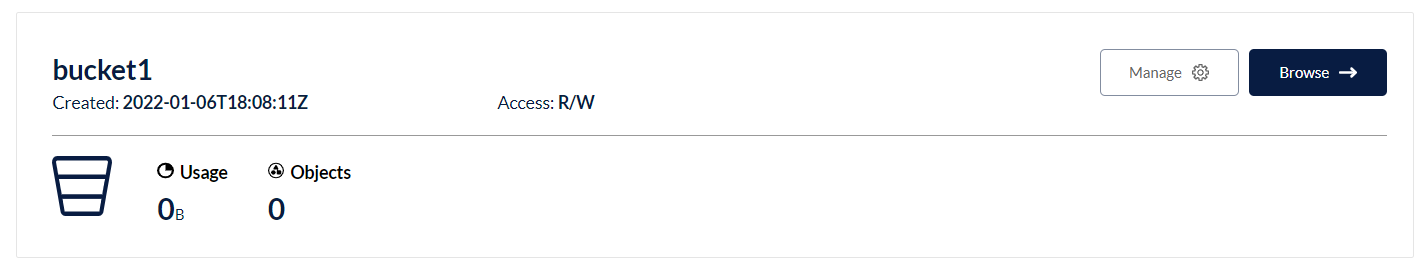 bucket1
Manage
Browse
Created: 2022-01-06T18:08:11Z
Access: R/W
Usage
Objects
0B
0